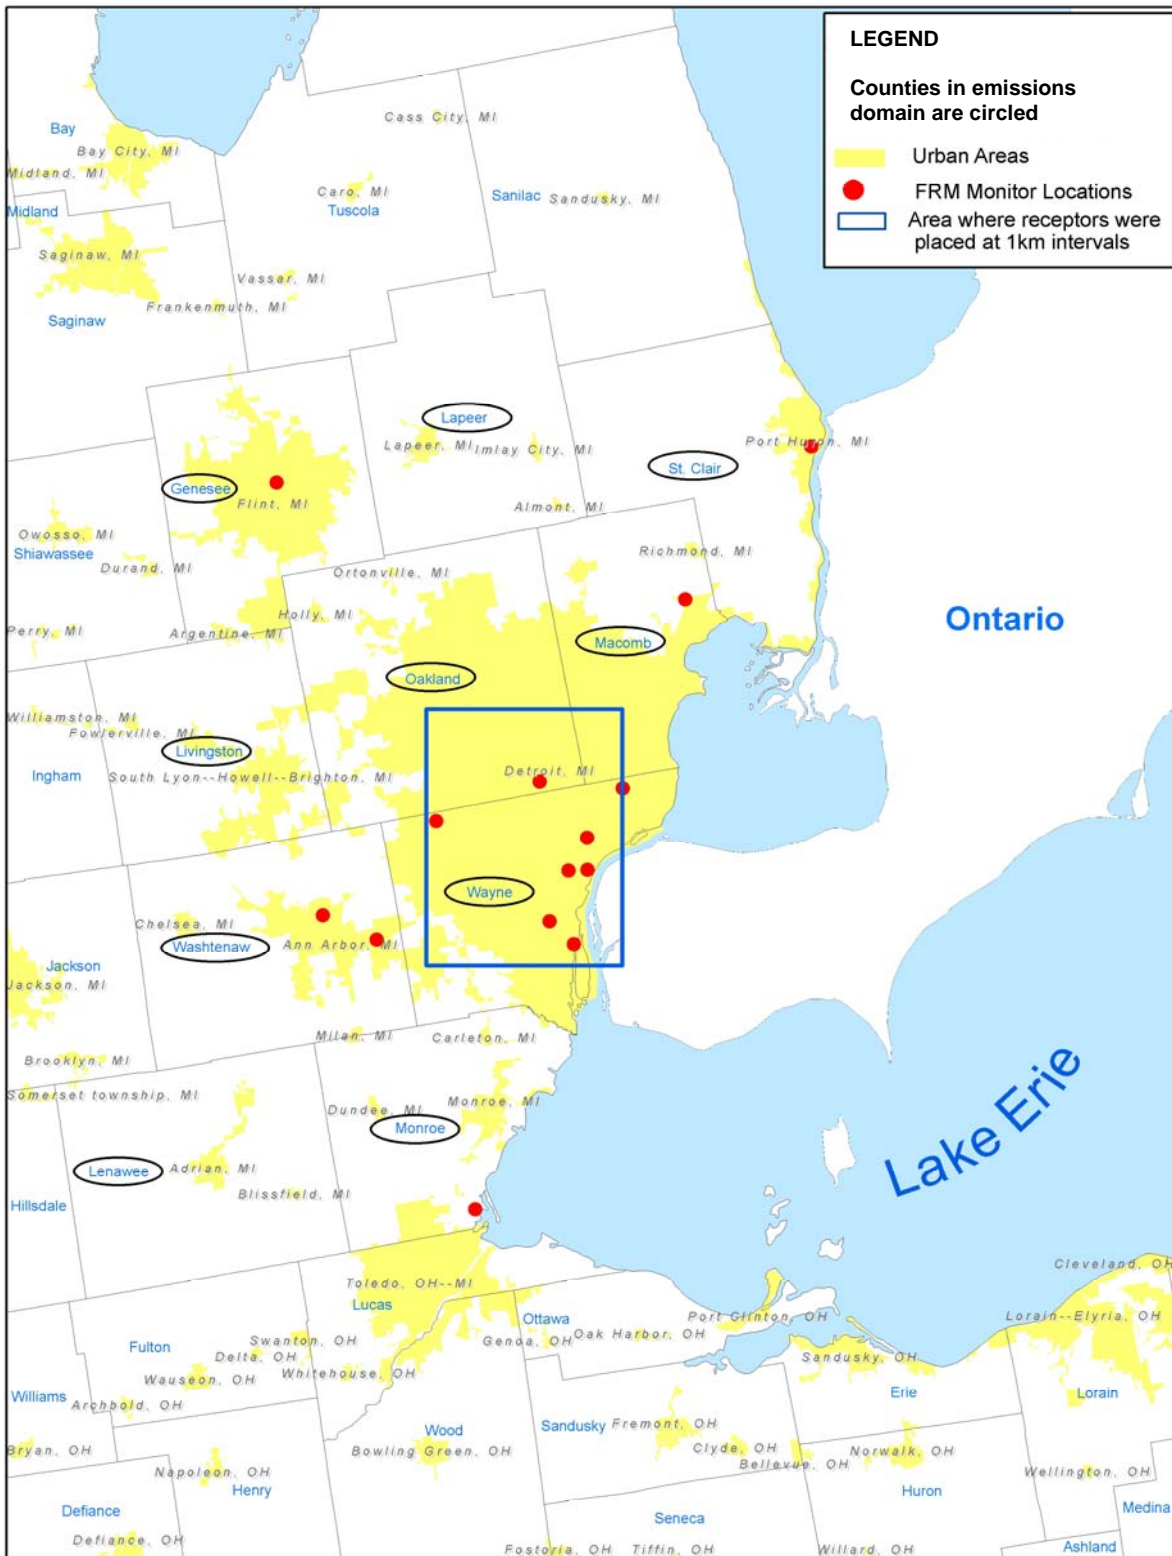 LEGEND
Counties in emissions
domain are circled
Urban Areas
FRM Monitor Locations
Area where receptors were
placed at 1km intervals
Cass City, MI
Bay
Bay City, MI
Midland, MI
Midland
Caro, MI
Tuscola
Sanilac
Sandusky, MI
Saginaw, MI
Vassar, MI
Frankenmuth, MI
Saginaw
Lapeer
Lapeer, MI
Imlay City, MI
Port Huron, MI
St. Clair
Genesee
Flint, MI
Almont, MI
Owosso, MI
Shiawassee
Durand, MI
Richmond, MI
Ortonville, MI
Holly, MI
Perry, MI
Argentine, MI
Ontario
Macomb
Oakland
Williamston, MI
Fowlerville, MI
Livingston
Ingham
South Lyon--Howell--Brighton, MI
Detroit, MI
Wayne
Chelsea, MI
Washtenaw
Ann Arbor, MI
Jackson
Jackson, MI
Milan, MI
Carleton, MI
Brooklyn, MI
Somerset township, MI
Dundee, MI
Monroe, MI
Monroe
Lake Erie
Lenawee
Adrian, MI
Blissfield, MI
Hillsdale
Cleveland, OH
Toledo, OH--MI
Lucas
Ottawa
Port Clinton, OH
Lorain--Elyria, OH
Fulton
Swanton, OH
Genoa, OH
Oak Harbor, OH
Delta, OH
Whitehouse, OH
Wauseon, OH
Sandusky, OH
Williams
Archbold, OH
Erie
Lorain
Wood
Sandusky
Fremont, OH
Bryan, OH
Bowling Green, OH
Clyde, OH
Bellevue, OH
Norwalk, OH
Napoleon, OH
Henry
Wellington, OH
Huron
Medina
Defiance
Seneca
Defiance, OH
Fostoria, OH
Tiffin, OH
Willard, OH
Ashland